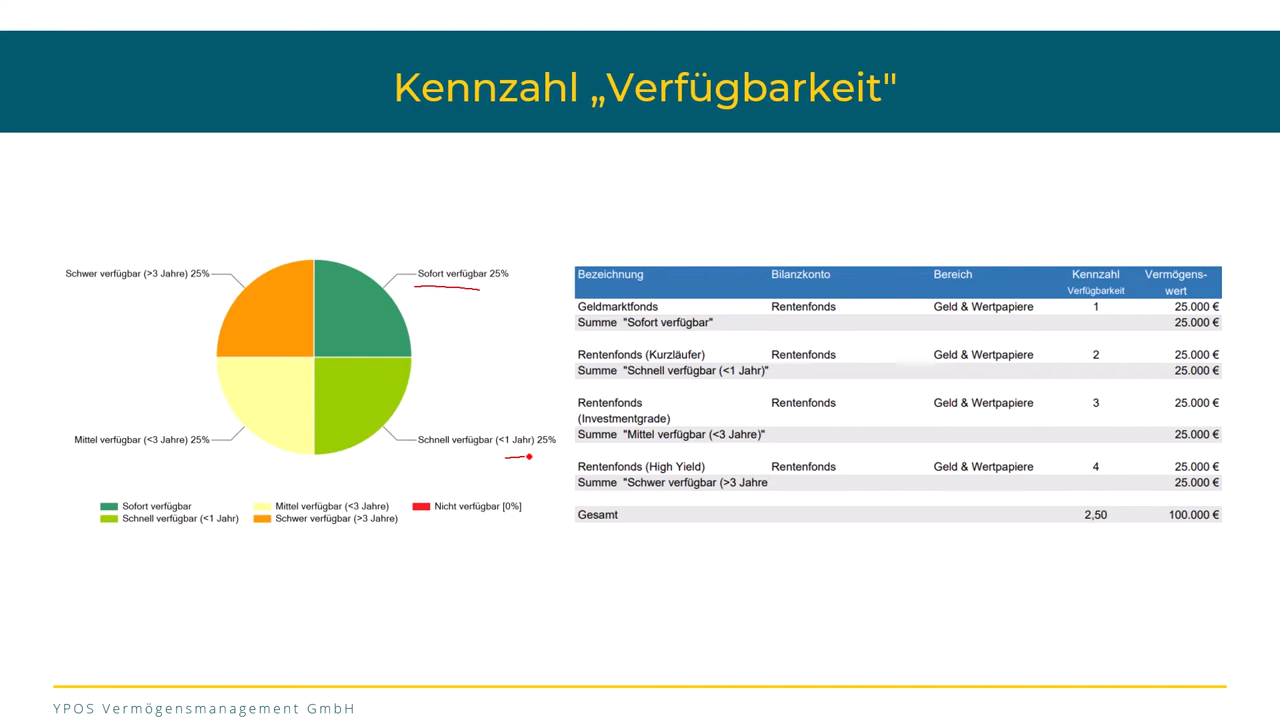 Kennzahl „Verfügbarkeit"
Schwer verfügbar (>3 Jahre) 25%
Sofort verfügbar 25%
Mittel verfügbar (<3 Jahre) 25%
Schnell verfügbar (<1 Jahr) 25%
Sofort verfügbar
Mittel verfügbar (<3 Jahre)
Nicht verfügbar [0%]
Schnell verfügbar (<1 Jahr)
Schwer verfügbar (>3 Jahre)
Bezeichnung Bilanzkonto Bereich Kennzahl Vermögens-
Verfügbarkeit wert
Geldmarktfonds Rentenfonds Geld & Wertpapiere 1 25.000 €
Summe "Sofort verfügbar" 25.000 €
Rentenfonds (Kurzläufer) Rentenfonds Geld & Wertpapiere 2 25.000 €
Summe "Schnell verfügbar (<1 Jahr)" 25.000 €
Rentenfonds Rentenfonds Geld & Wertpapiere 3 25.000 €
(Investmentgrade)
Summe "Mittel verfügbar (<3 Jahre)" 25.000 €
Rentenfonds (High Yield) Rentenfonds Geld & Wertpapiere 4 25.000 €
Summe "Schwer verfügbar (>3 Jahre 25.000 €
Gesamt 2,50 100.000 €
YPOS Vermögensmanagement GmbH